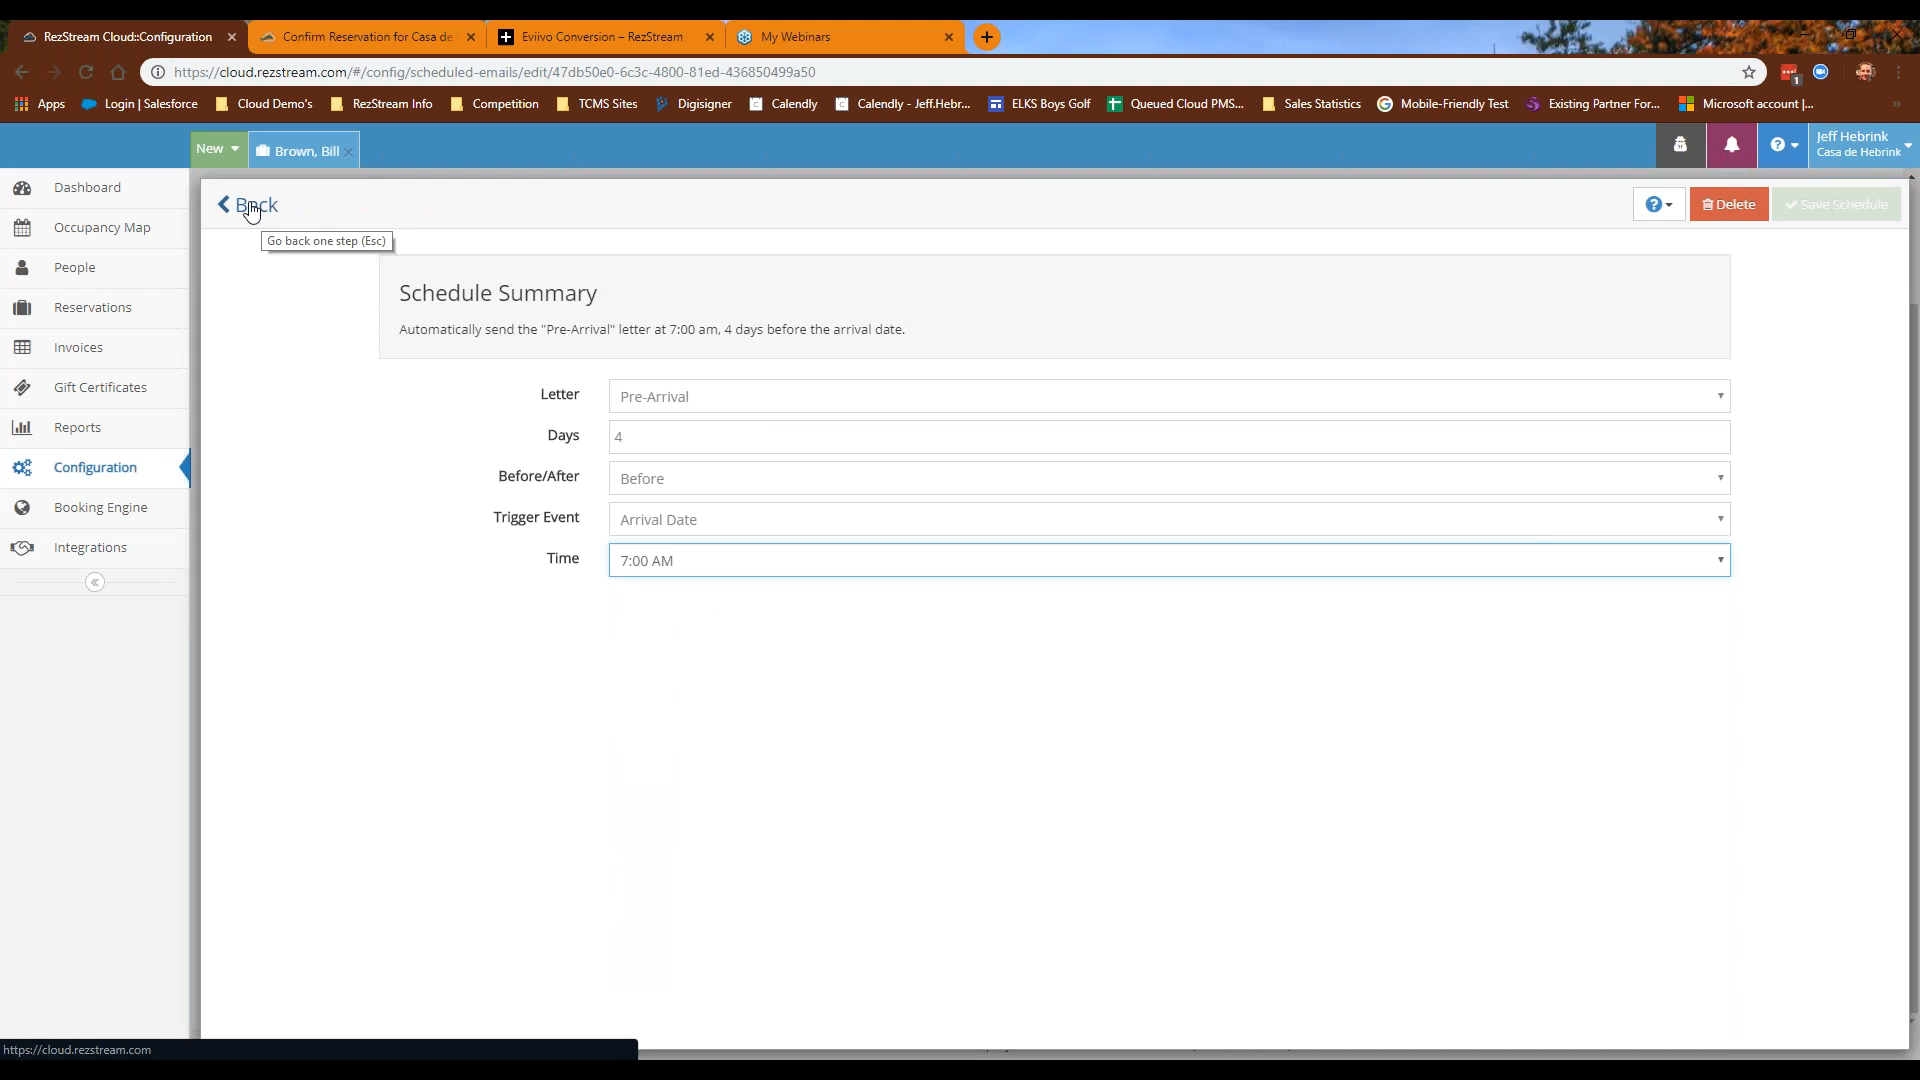 RezStream Cloud::Configuration
Confirm Reservation for Casa de
Eviivo Conversion – RezStream
My Webinars
https://cloud.rezstream.com/#/config/scheduled-emails/edit/47db50e0-6c3c-4800-81ed-436850499a50
1
Apps
Login | Salesforce
Cloud Demo's
RezStream Info
Competition
TCMS Sites
Digisigner
Calendly
Calendly - Jeff.Hebr...
ELKS Boys Golf
Queued Cloud PMS...
Sales Statistics
Mobile-Friendly Test
Existing Partner For...
Microsoft account |...
New
Brown, Bill
Jeff Hebrink
Casa de Hebrink
Dashboard
Occupancy Map
People
Reservations
Invoices
Gift Certificates
Reports
Configuration
Booking Engine
Integrations
Back
Go back one step (Esc)
Delete
Save Schedule
Schedule Summary
Automatically send the "Pre-Arrival" letter at 7:00 am, 4 days before the arrival date.
Letter
Pre-Arrival
Days
4
Before/After
Before
Trigger Event
Arrival Date
Time
7:00 AM
https://cloud.rezstream.com